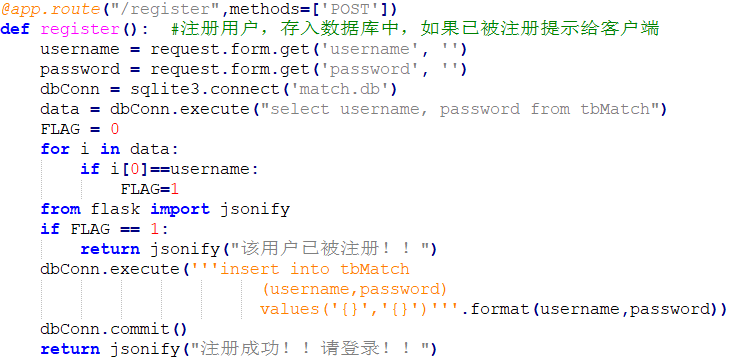 @app.route("/register",methods=['POST'])
def register():  #注册用户，存入数据库中，如果已被注册提示给客户端
    username = request.form.get('username', '')
    password = request.form.get('password', '')
    dbConn = sqlite3.connect('match.db')
    data = dbConn.execute("select username, password from tbMatch")
    FLAG = 0
    for i in data:
        if i[0]==username:
            FLAG=1
    from flask import jsonify
    if FLAG == 1:
        return jsonify("该用户已被注册！！")
    dbConn.execute('''insert into tbMatch
                      (username,password)
                      values('{}','{}')'''.format(username,password))
    dbConn.commit()
    return jsonify("注册成功！！请登录！！")